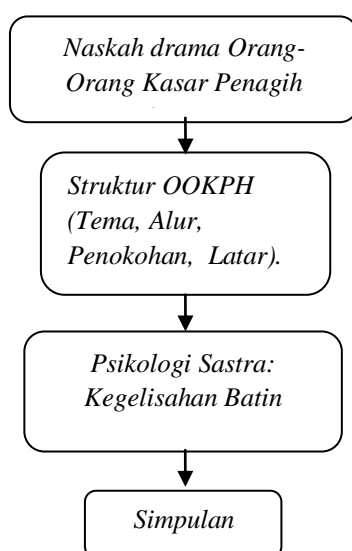 Naskah drama Orang-
Orang Kasar Penagih
Struktur OOKPH
(Tema, Alur,
Penokohan, Latar).
Psikologi Sastra:
Kegelisahan Batin
Simpulan